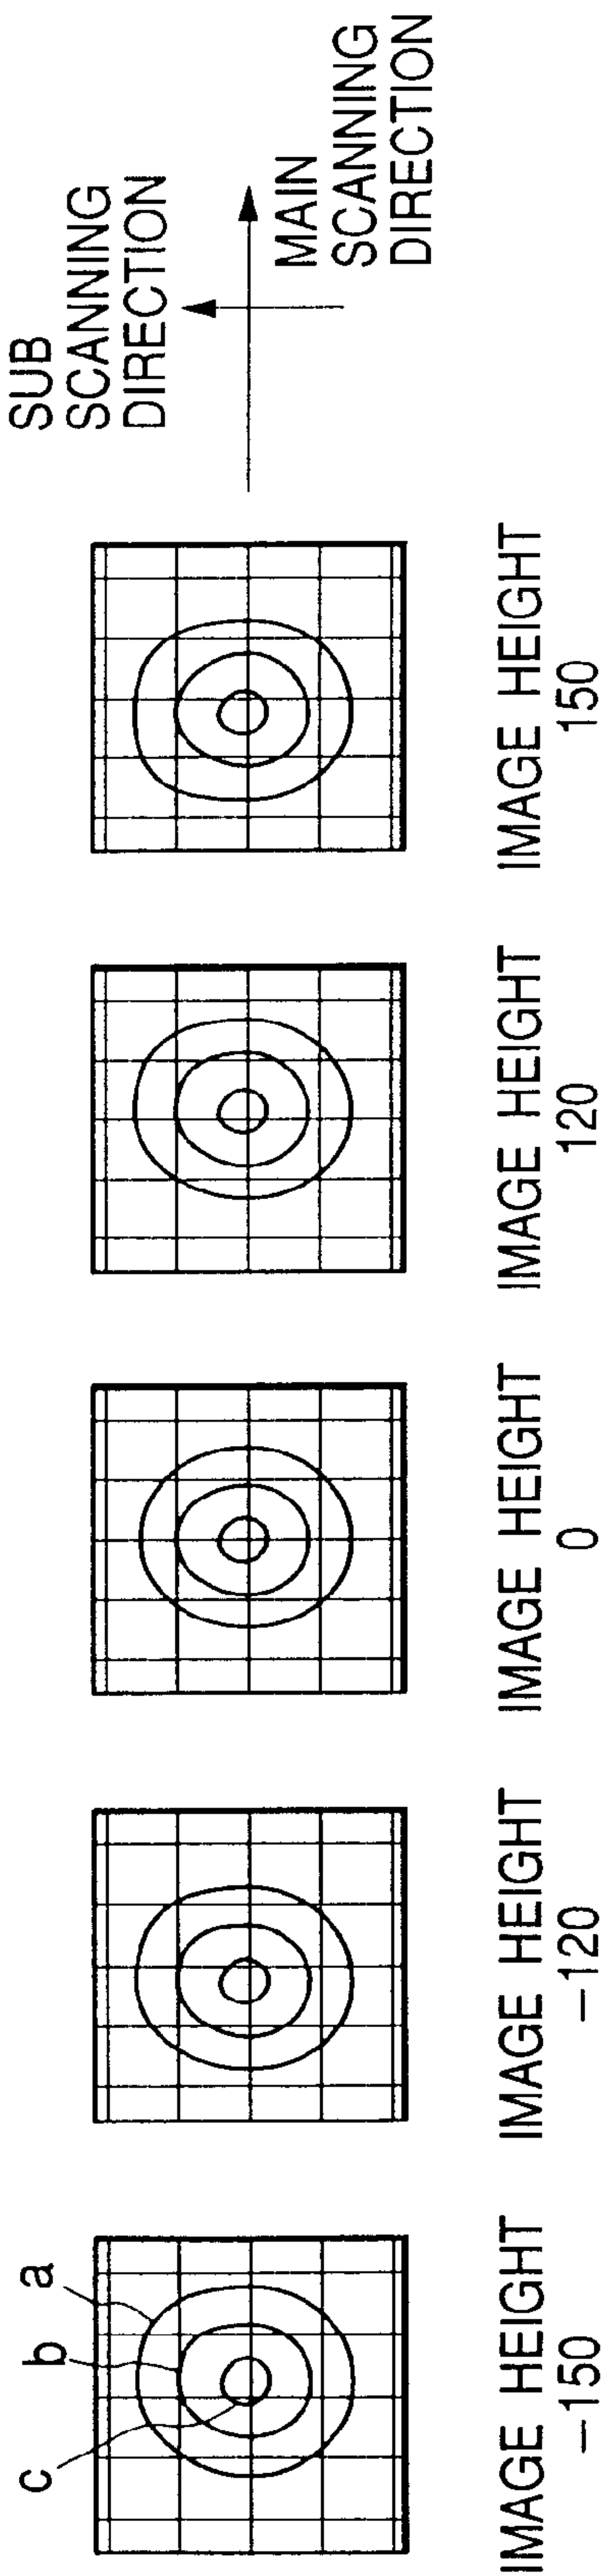 c
b
a
SUB
SCANNING
DIRECTION
MAIN
SCANNING
DIRECTION
IMAGE HEIGHT
−150
IMAGE HEIGHT
−120
IMAGE HEIGHT
0
IMAGE HEIGHT
120
IMAGE HEIGHT
150